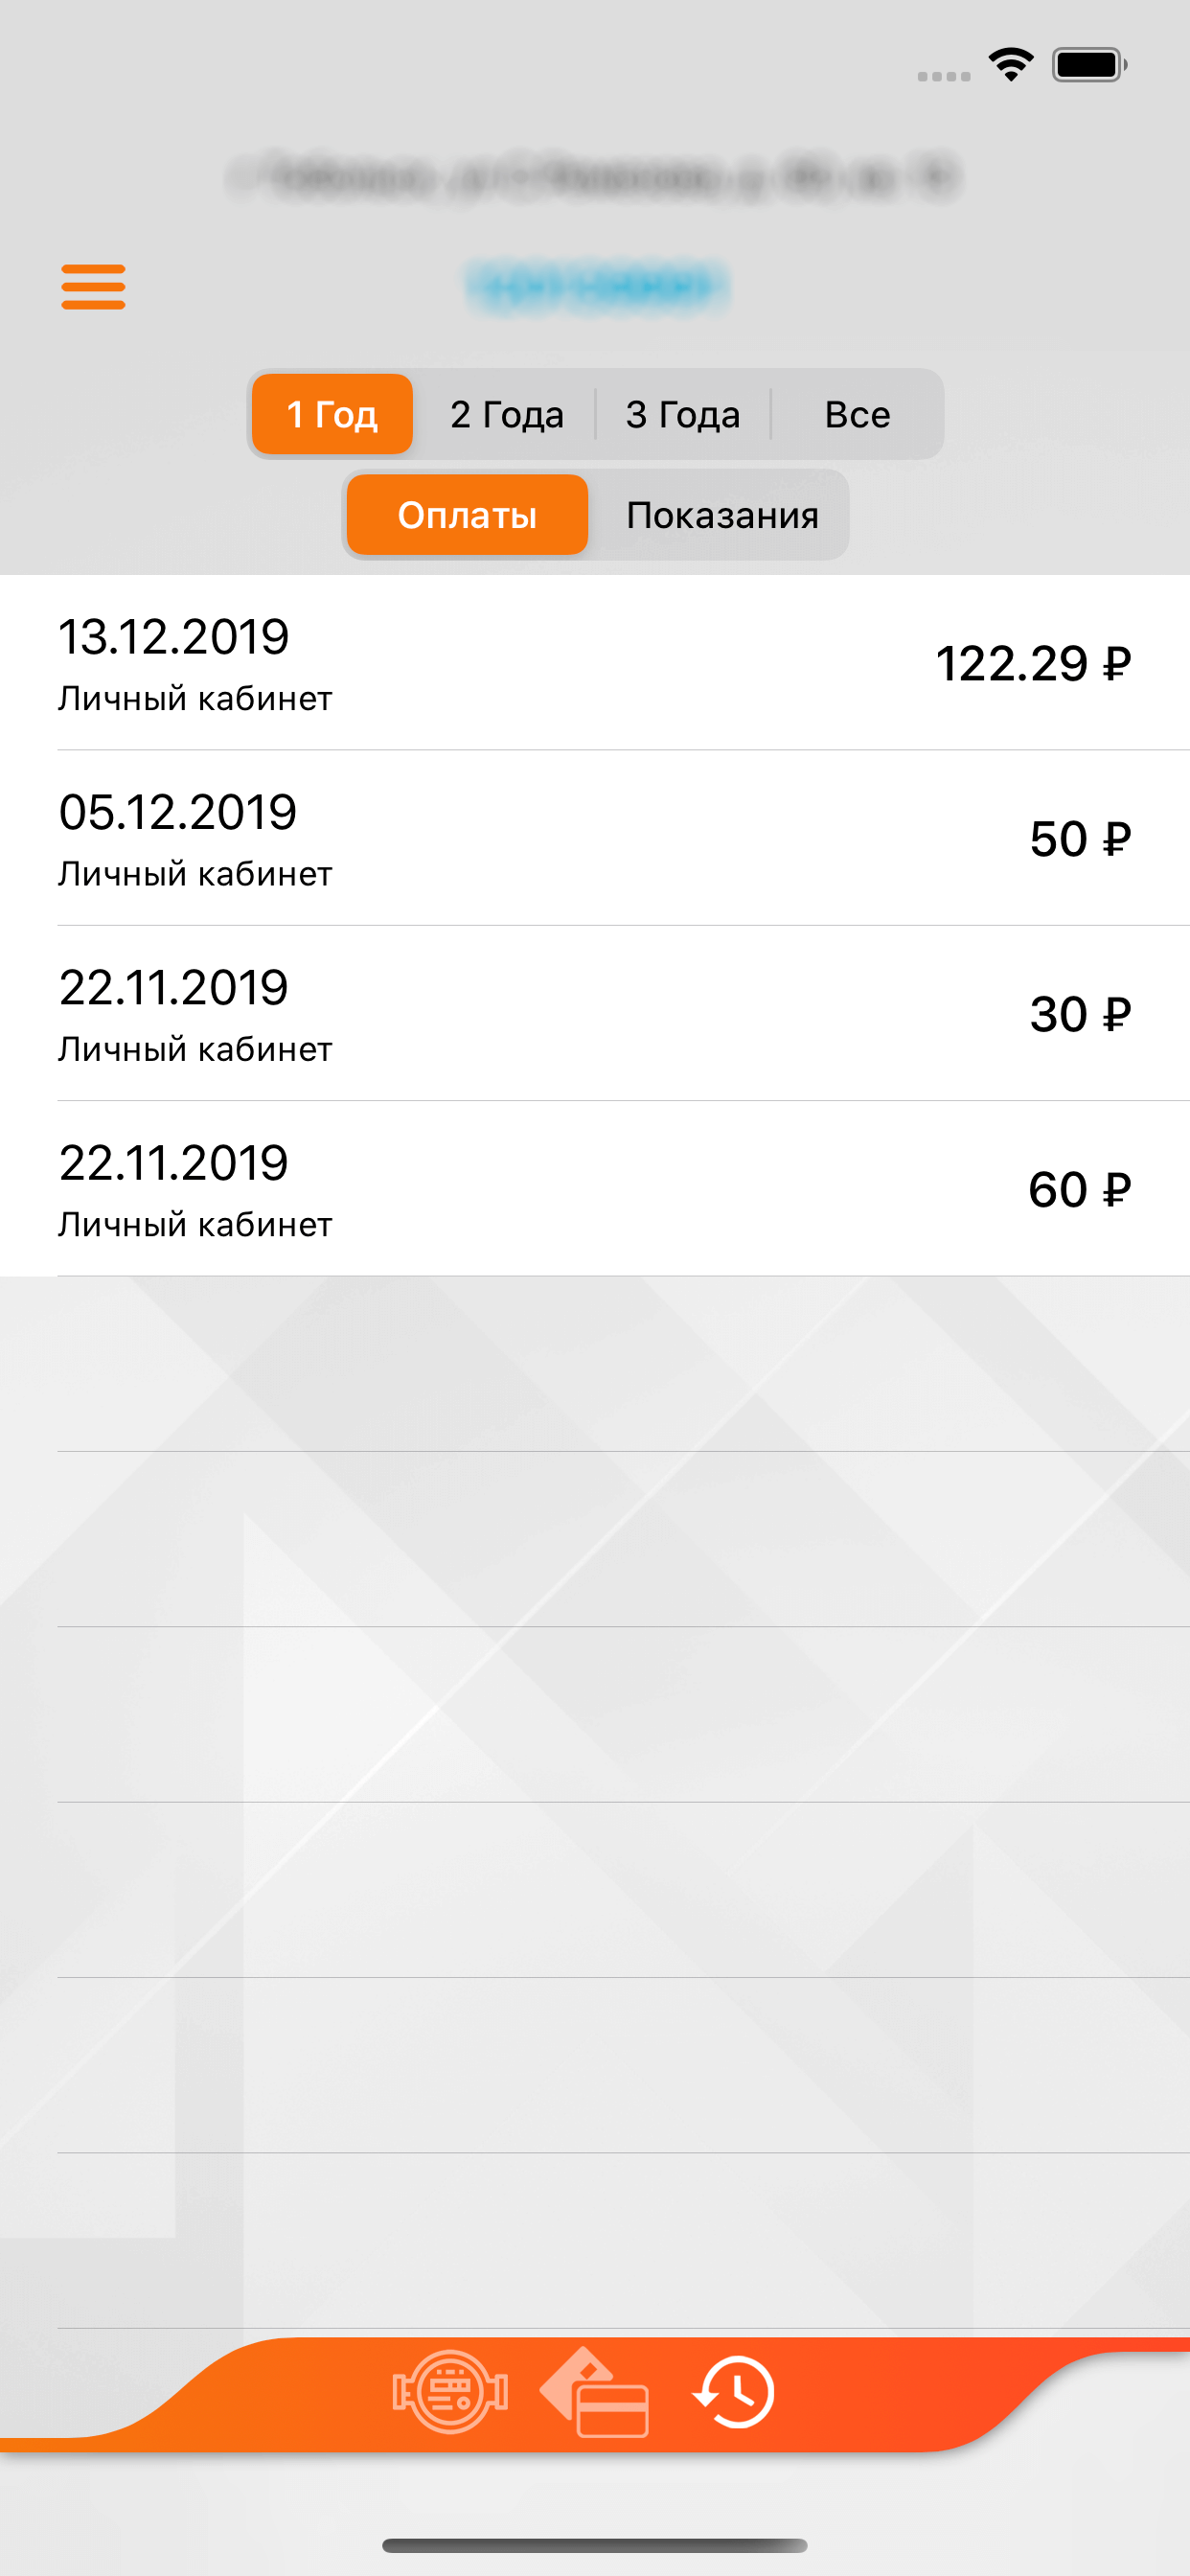 1 Год 2 Года 3 Года Все
Оплаты Показания
13.12.2019
Личный кабинет
122.29 ₽
05.12.2019
Личный кабинет
50 ₽
22.11.2019
Личный кабинет
30 ₽
22.11.2019
Личный кабинет
60 ₽